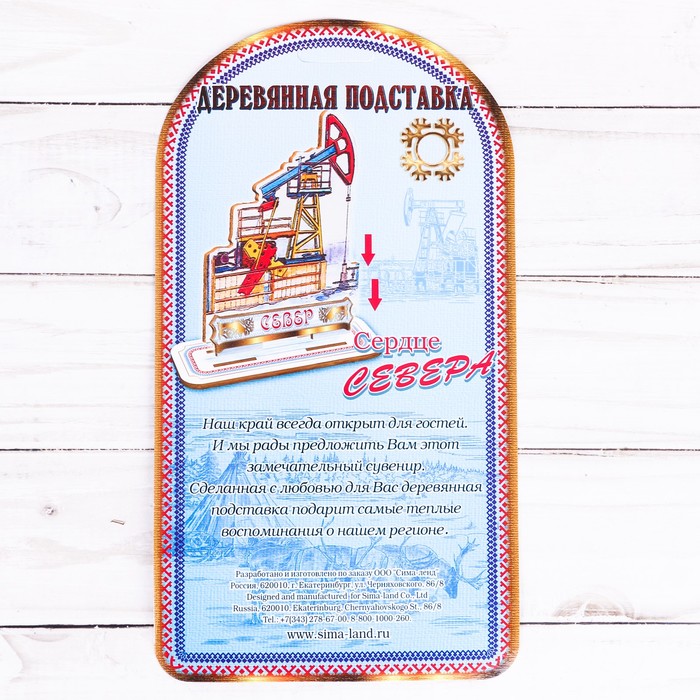 ДЕРЕВЯННАЯ ПОДСТАВКА
СЕВЕР
Сердце
СЕВЕРА
Наш край всегда открыт для гостей.
И мы рады предложить Вам этот
замечательный сувенир.
Сделанная с любовью для Вас деревянная
подставка подарит самые теплые
воспоминания о нашем регионе.
Разработано и изготовлено по заказу ООО "Сима-ленд
Россия, 620010, г. Екатеринбург, ул. Черняховского, 86/8
Designed and manufactured for Sima-land Co., Ltd
Russia, 620010, Ekaterinburg, Chernyahovskogo St., 86/8
Tel.: +7(343) 278-67-00, 8-800-1000-260.
www.sima-land.ru